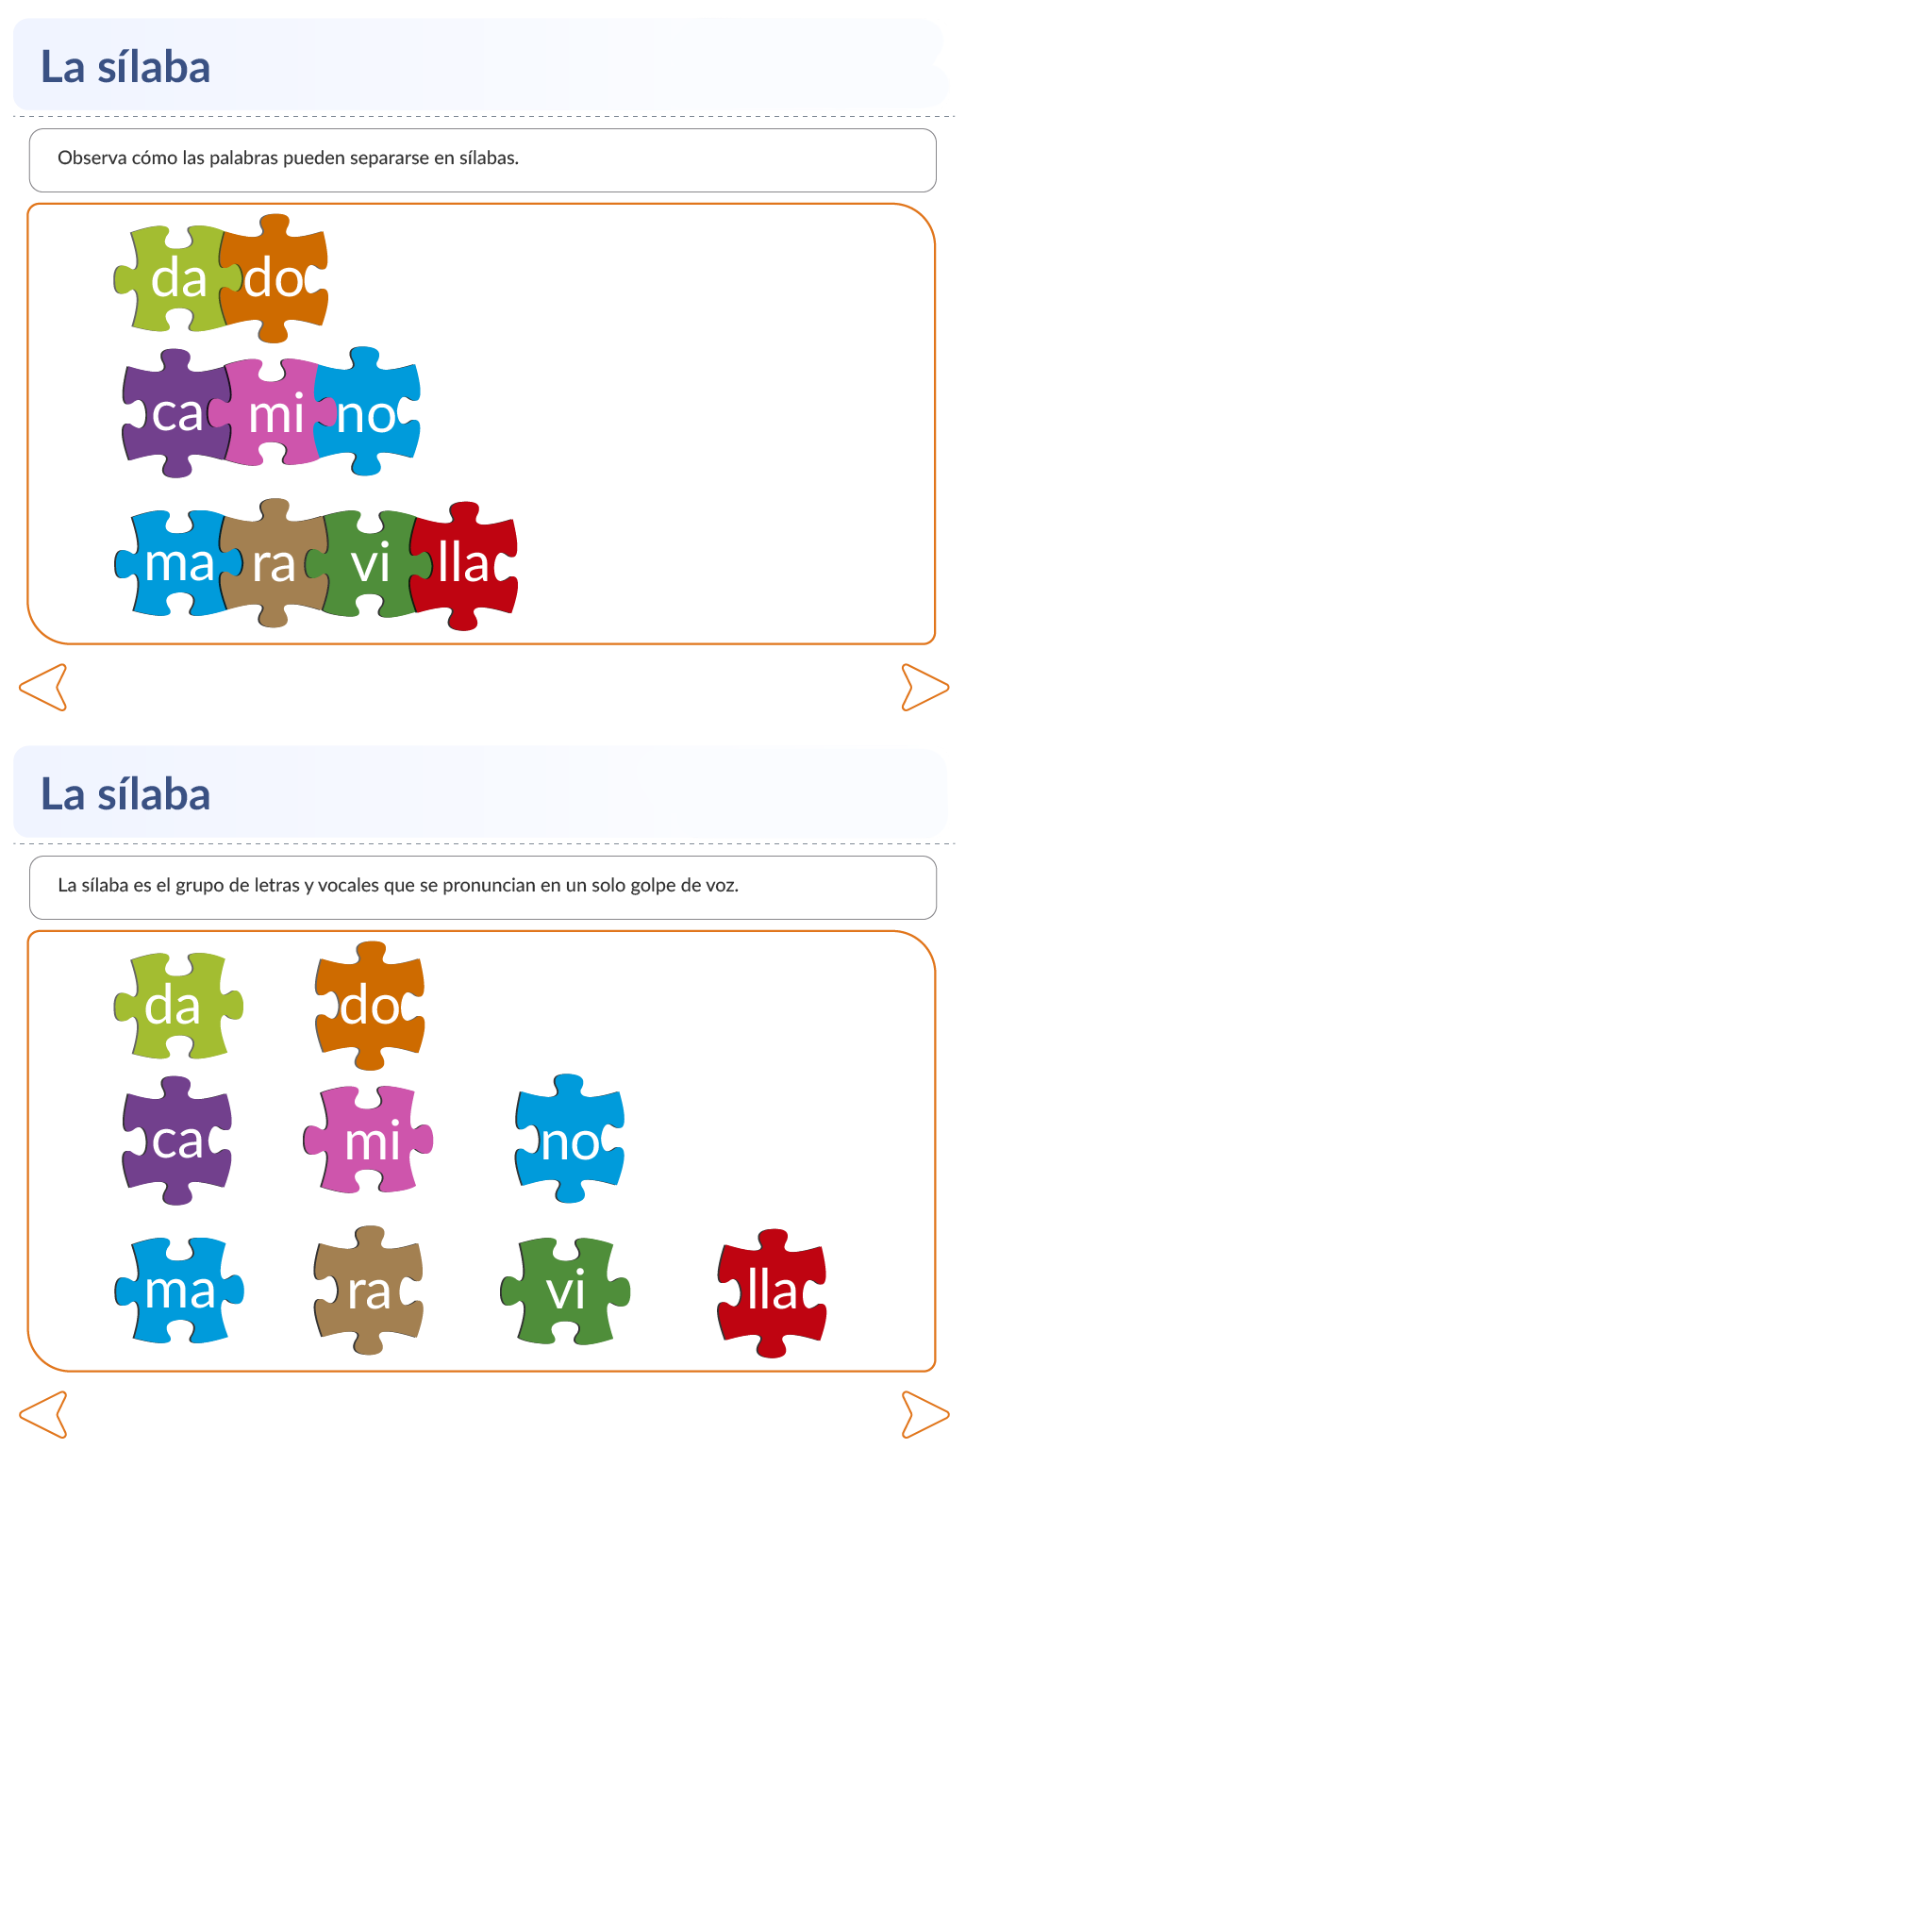 La sílaba
Observa cómo las palabras pueden separarse en sílabas.
da do
ca mi no
ma ra vi lla
La sílaba
La sílaba es el grupo de letras y vocales que se pronuncian en un solo golpe de voz.
da do
ca mi no
ma ra vi lla